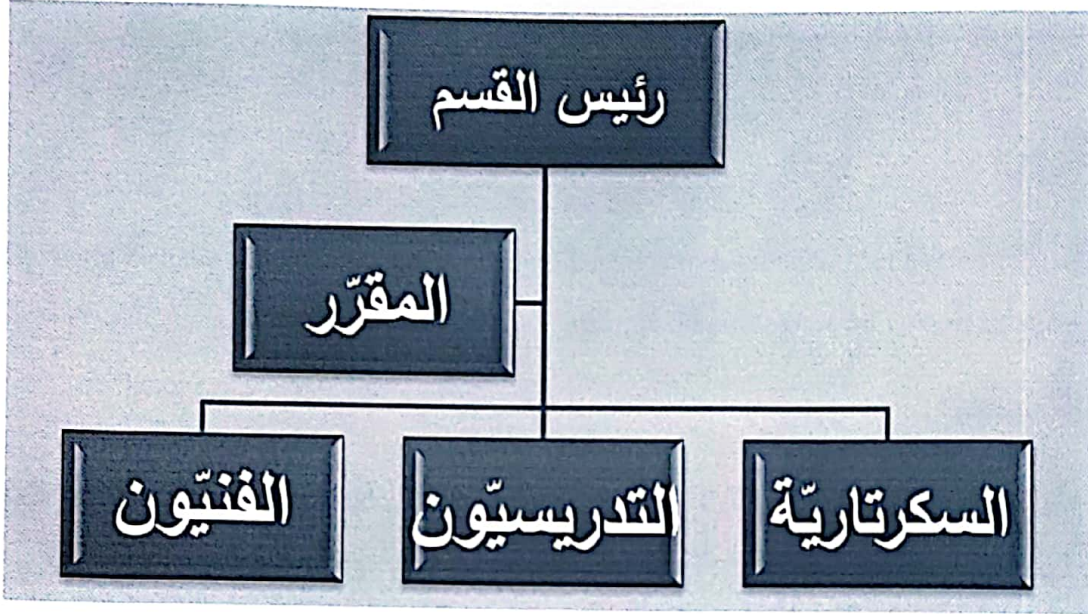 رئيس القسم
المقرّر
السكرتاريّة
التدريسيّون
الفنيّون